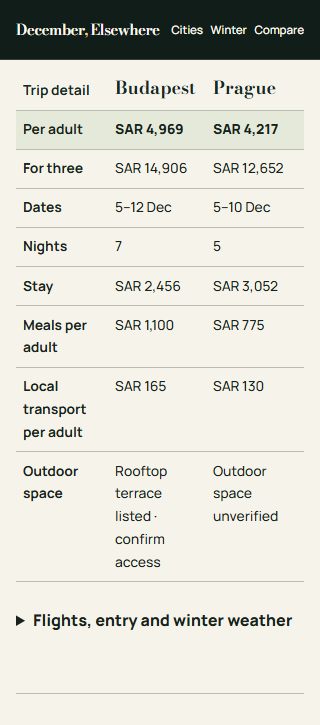 December, Elsewhere Cities Winter Compare
Trip detail Budapest Prague
Per adult SAR 4,969 SAR 4,217
For three SAR 14,906 SAR 12,652
Dates 5–12 Dec 5–10 Dec
Nights 7 5
Stay SAR 2,456 SAR 3,052
Meals per SAR 1,100 SAR 775
adult
Local SAR 165 SAR 130
transport
per adult
Outdoor Rooftop Outdoor
space terrace space
listed · unverified
confirm
access
Flights, entry and winter weather